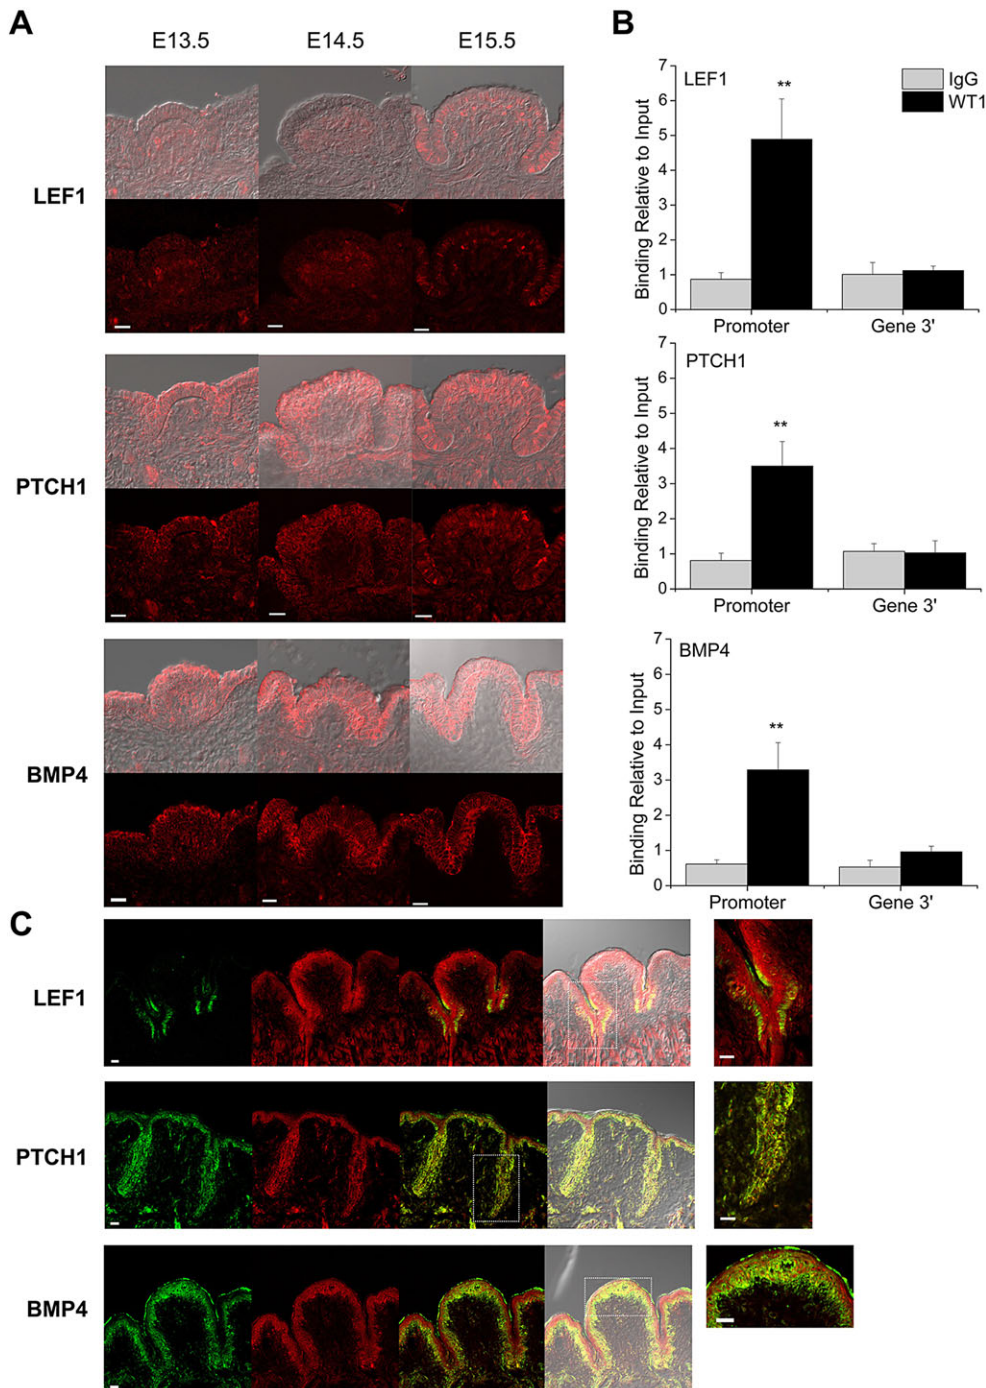 A
B
E13.5 E14.5 E15.5
LEF1
PTCH1
BMP4
LEF1
IgG
WT1
Binding Relative to Input
7
6
5
4
3
2
1
0
**
Promoter Gene 3'
PTCH1
Binding Relative to Input
7
6
5
4
3
2
1
0
**
Promoter Gene 3'
BMP4
Binding Relative to Input
7
6
5
4
3
2
1
0
**
Promoter Gene 3'
C
LEF1
PTCH1
BMP4